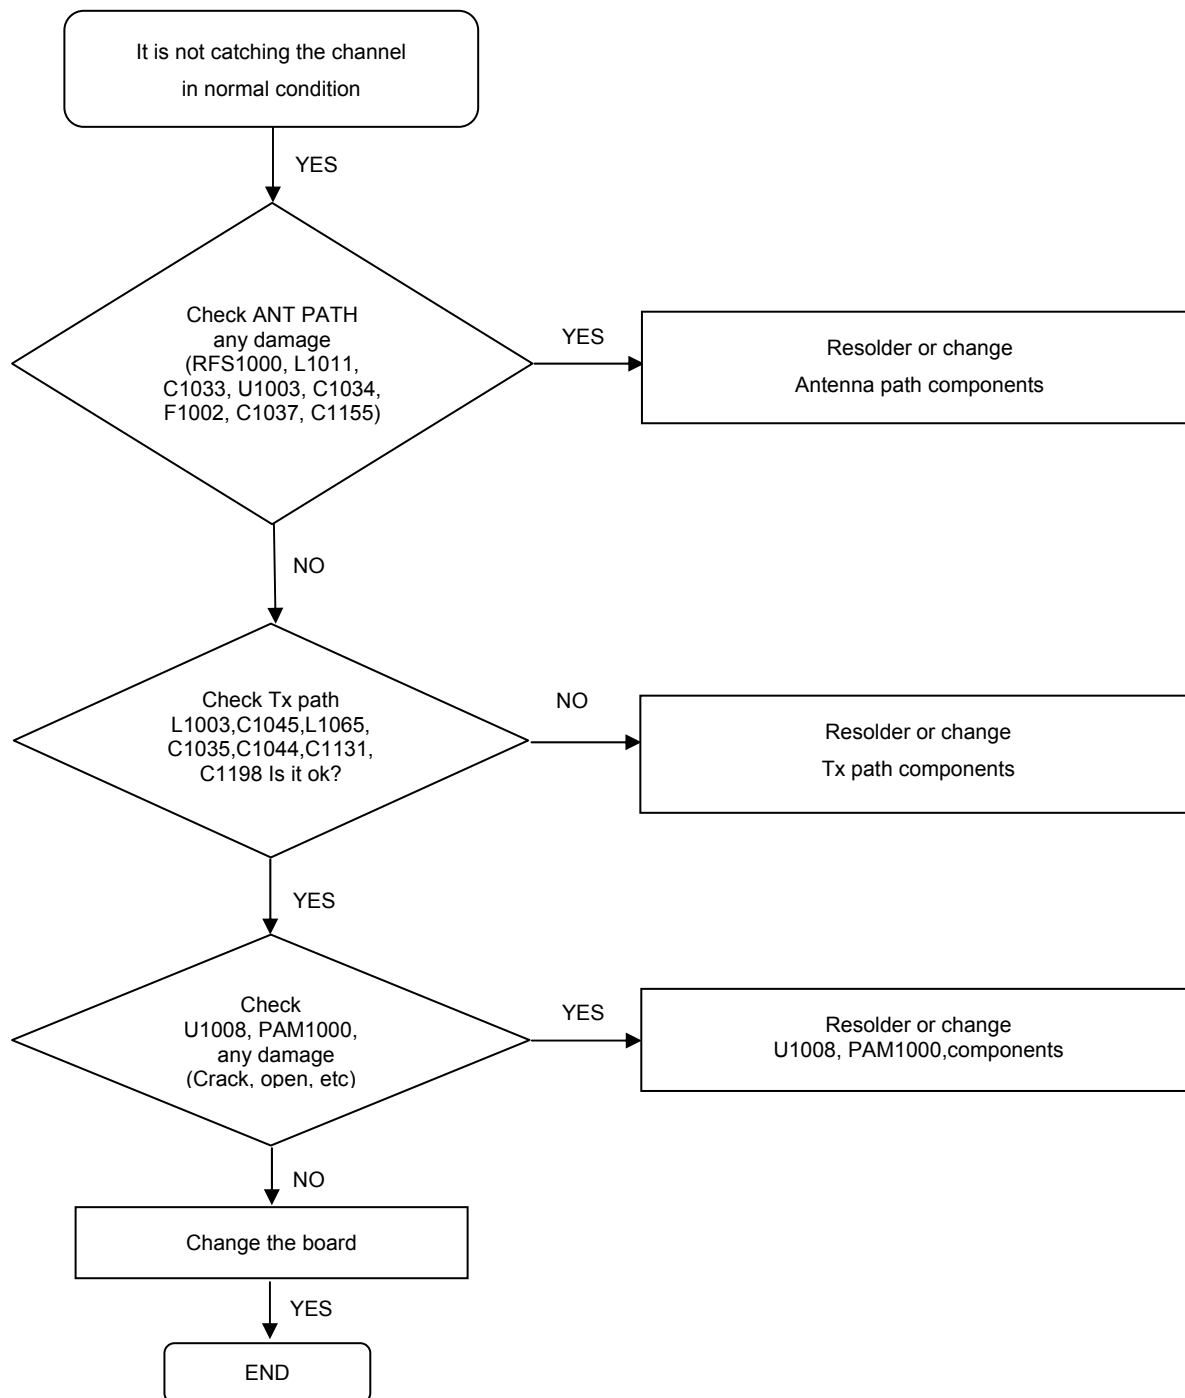 It is not catching the channel
in normal condition
YES
Check ANT PATH
any damage
(RFS1000, L1011,
C1033, U1003, C1034,
F1002, C1037, C1155)
YES
Resolder or change
Antenna path components
NO
Check Tx path
L1003,C1045,L1065,
C1035,C1044,C1131,
C1198 Is it ok?
NO
Resolder or change
Tx path components
YES
Check
U1008, PAM1000,
any damage
(Crack, open, etc)
YES
Resolder or change
U1008, PAM1000,components
NO
Change the board
YES
END